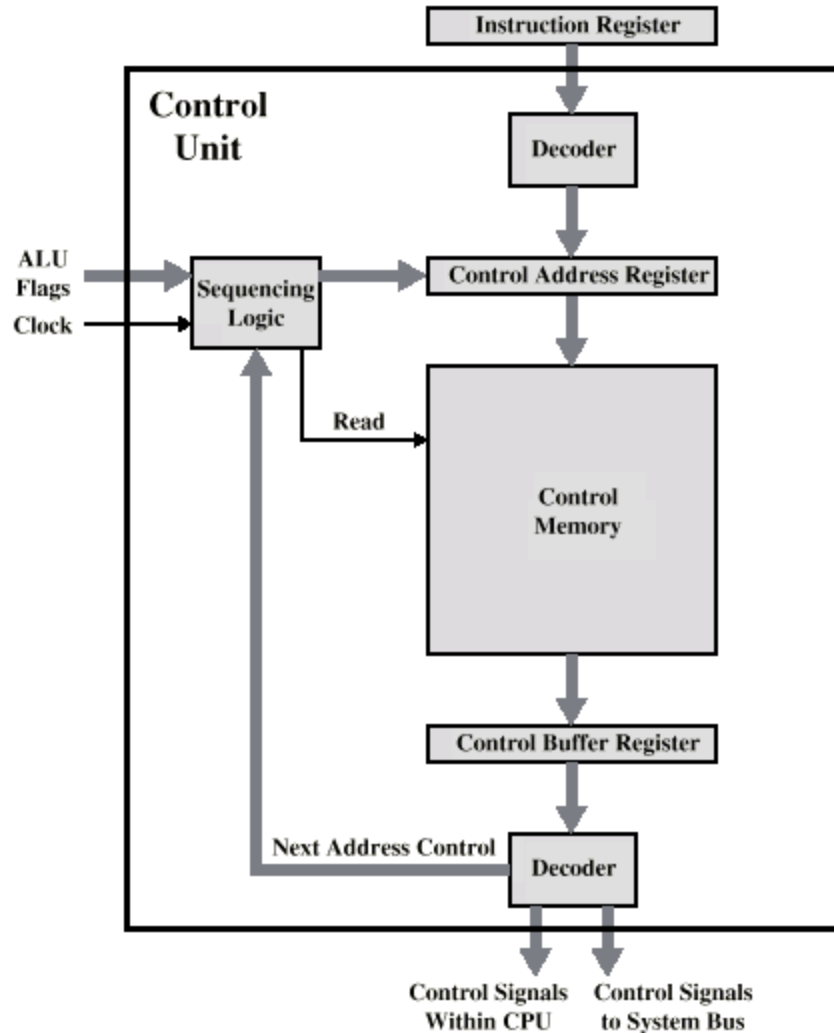 Instruction Register
Control
Unit
Decoder
ALU
Flags
Clock
Sequencing
Logic
Control Address Register
Read
Control
Memory
Control Buffer Register
Next Address Control
Decoder
Control Signals
Within CPU
Control Signals
to System Bus